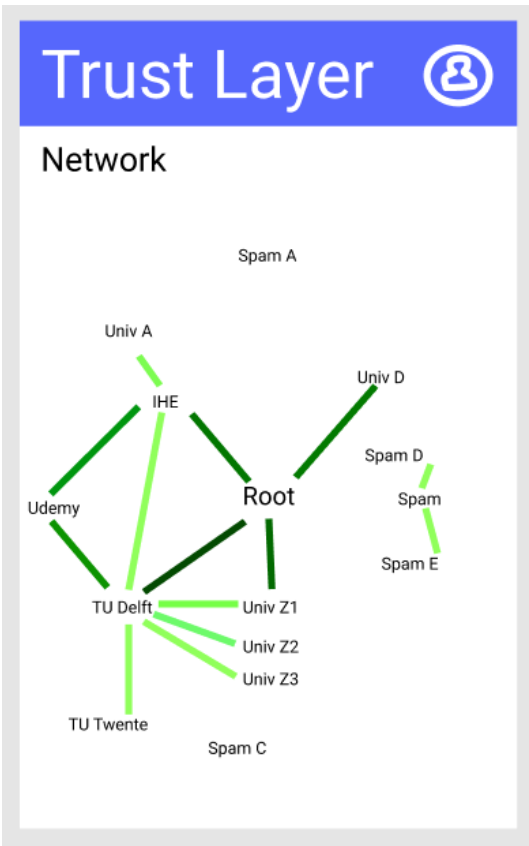 Trust Layer
Network
Spam A
Univ A
Univ D
IHE
Spam D
Root
Spam
Udemy
Spam E
TU Delft
Univ Z1
Univ Z2
Univ Z3
TU Twente
Spam C